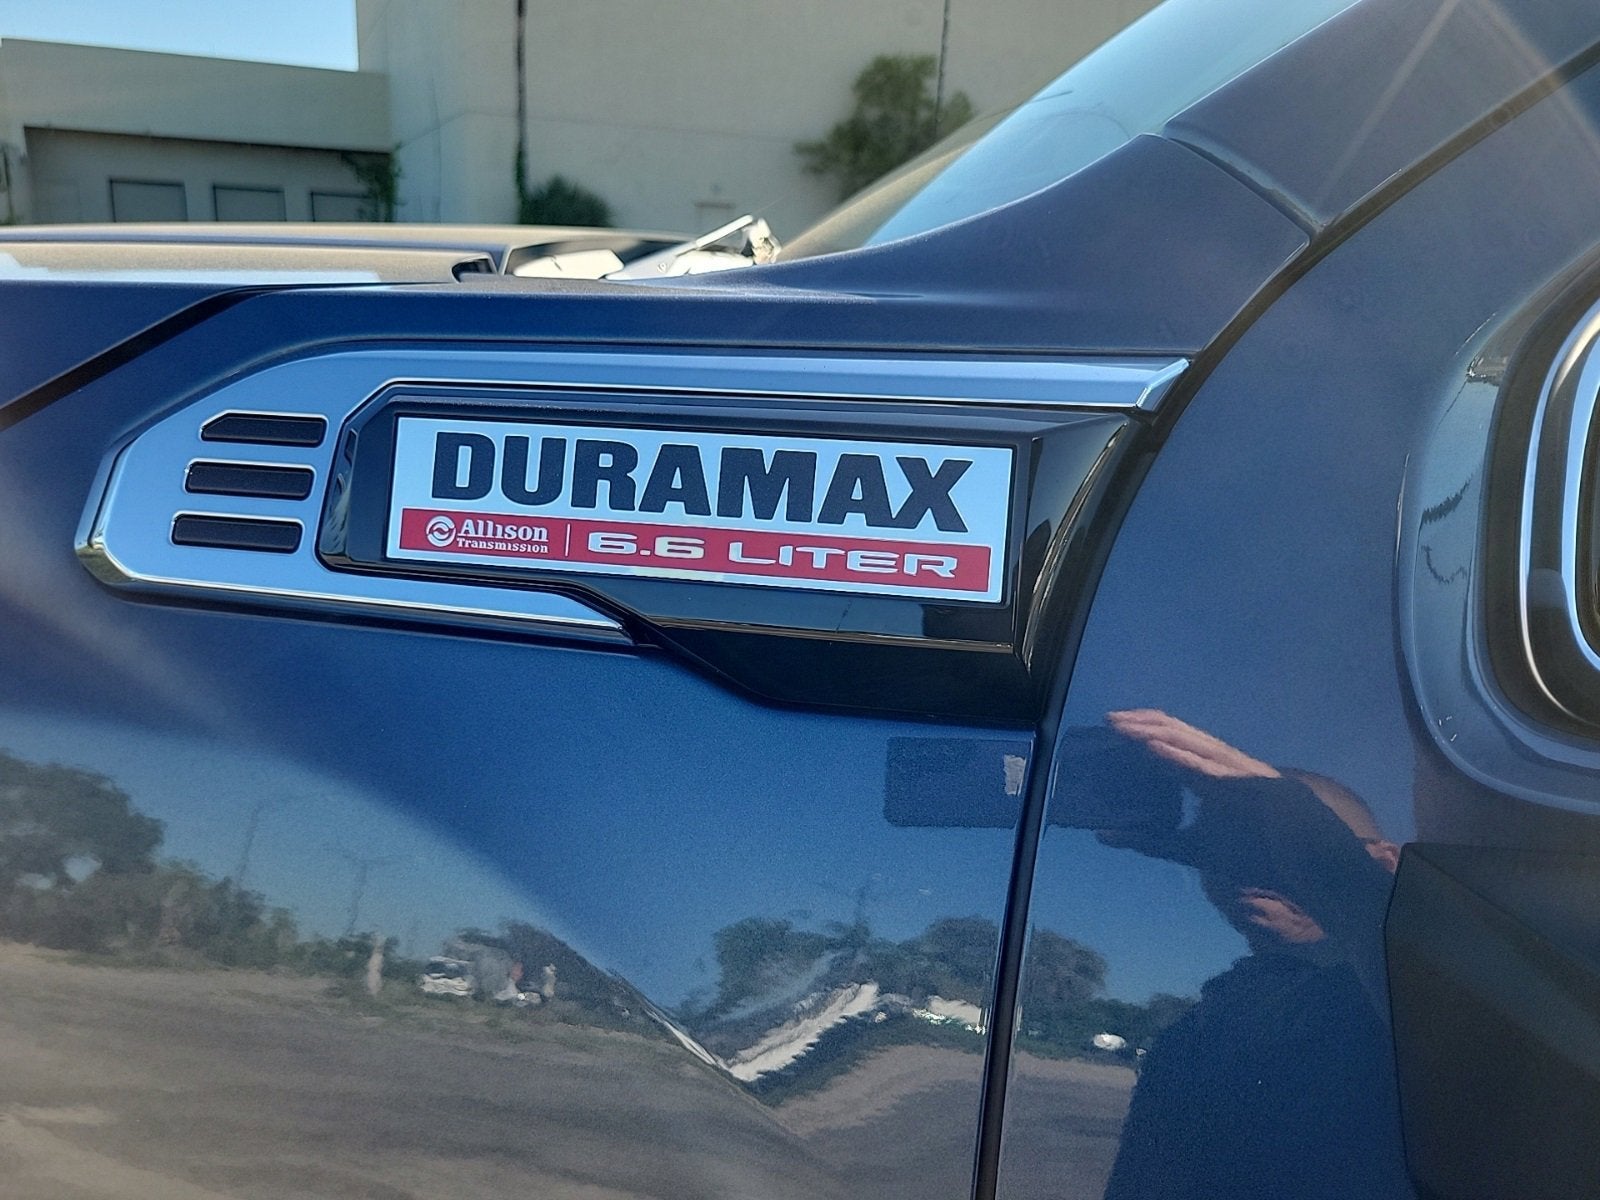 DURAMAX
Allison
Transmission
6.6 LITER